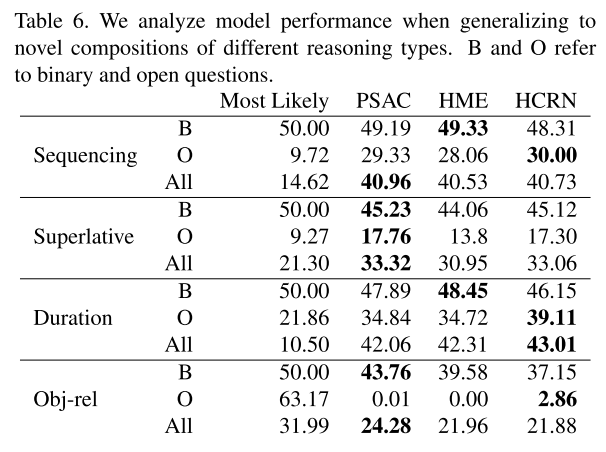 Table 6. We analyze model performance when generalizing to
novel compositions of different reasoning types. B and O refer
to binary and open questions.
Most Likely PSAC HME HCRN
B 50.00 49.19 49.33 48.31
Sequencing O 9.72 29.33 28.06 30.00
All 14.62 40.96 40.53 40.73
B 50.00 45.23 44.06 45.12
Superlative O 9.27 17.76 13.8 17.30
All 21.30 33.32 30.95 33.06
B 50.00 47.89 48.45 46.15
Duration O 21.86 34.84 34.72 39.11
All 10.50 42.06 42.31 43.01
B 50.00 43.76 39.58 37.15
Obj-rel O 63.17 0.01 0.00 2.86
All 31.99 24.28 21.96 21.88